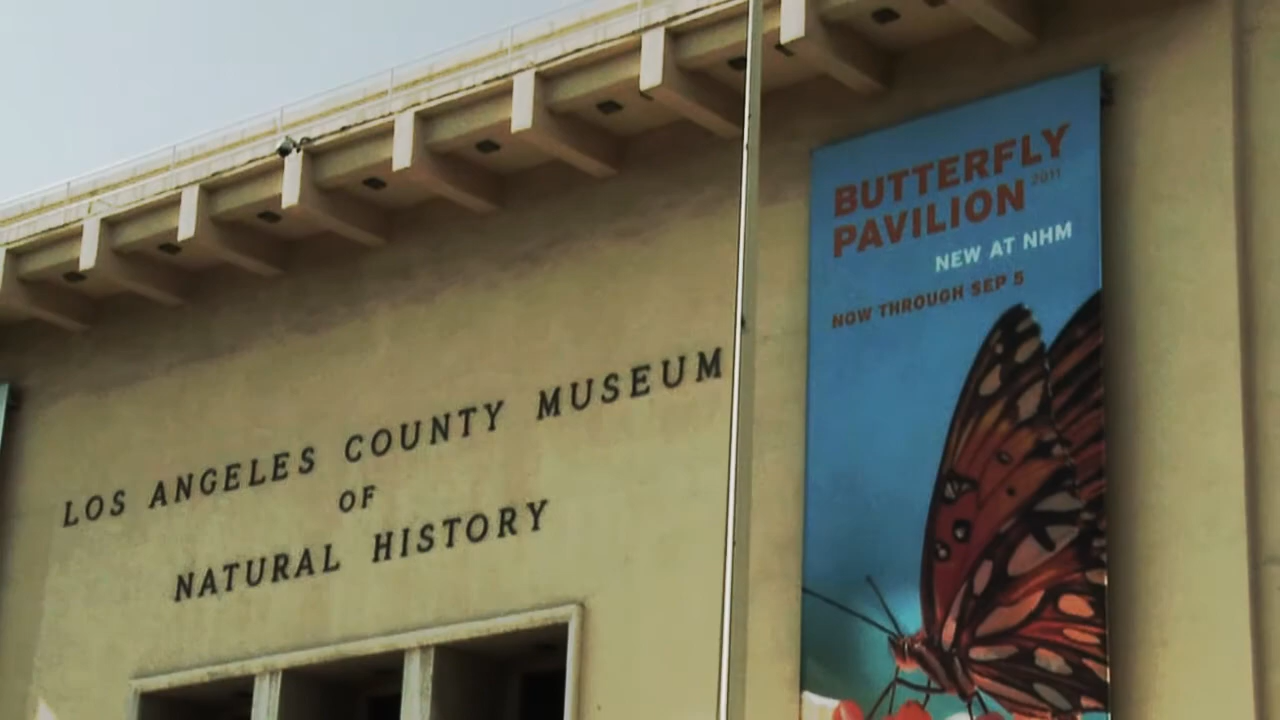 LOS ANGELES COUNTY MUSEUM
OF
NATURAL HISTORY
BUTTERFLY
PAVILION 2011
NEW AT NHM
NOW THROUGH SEP 5